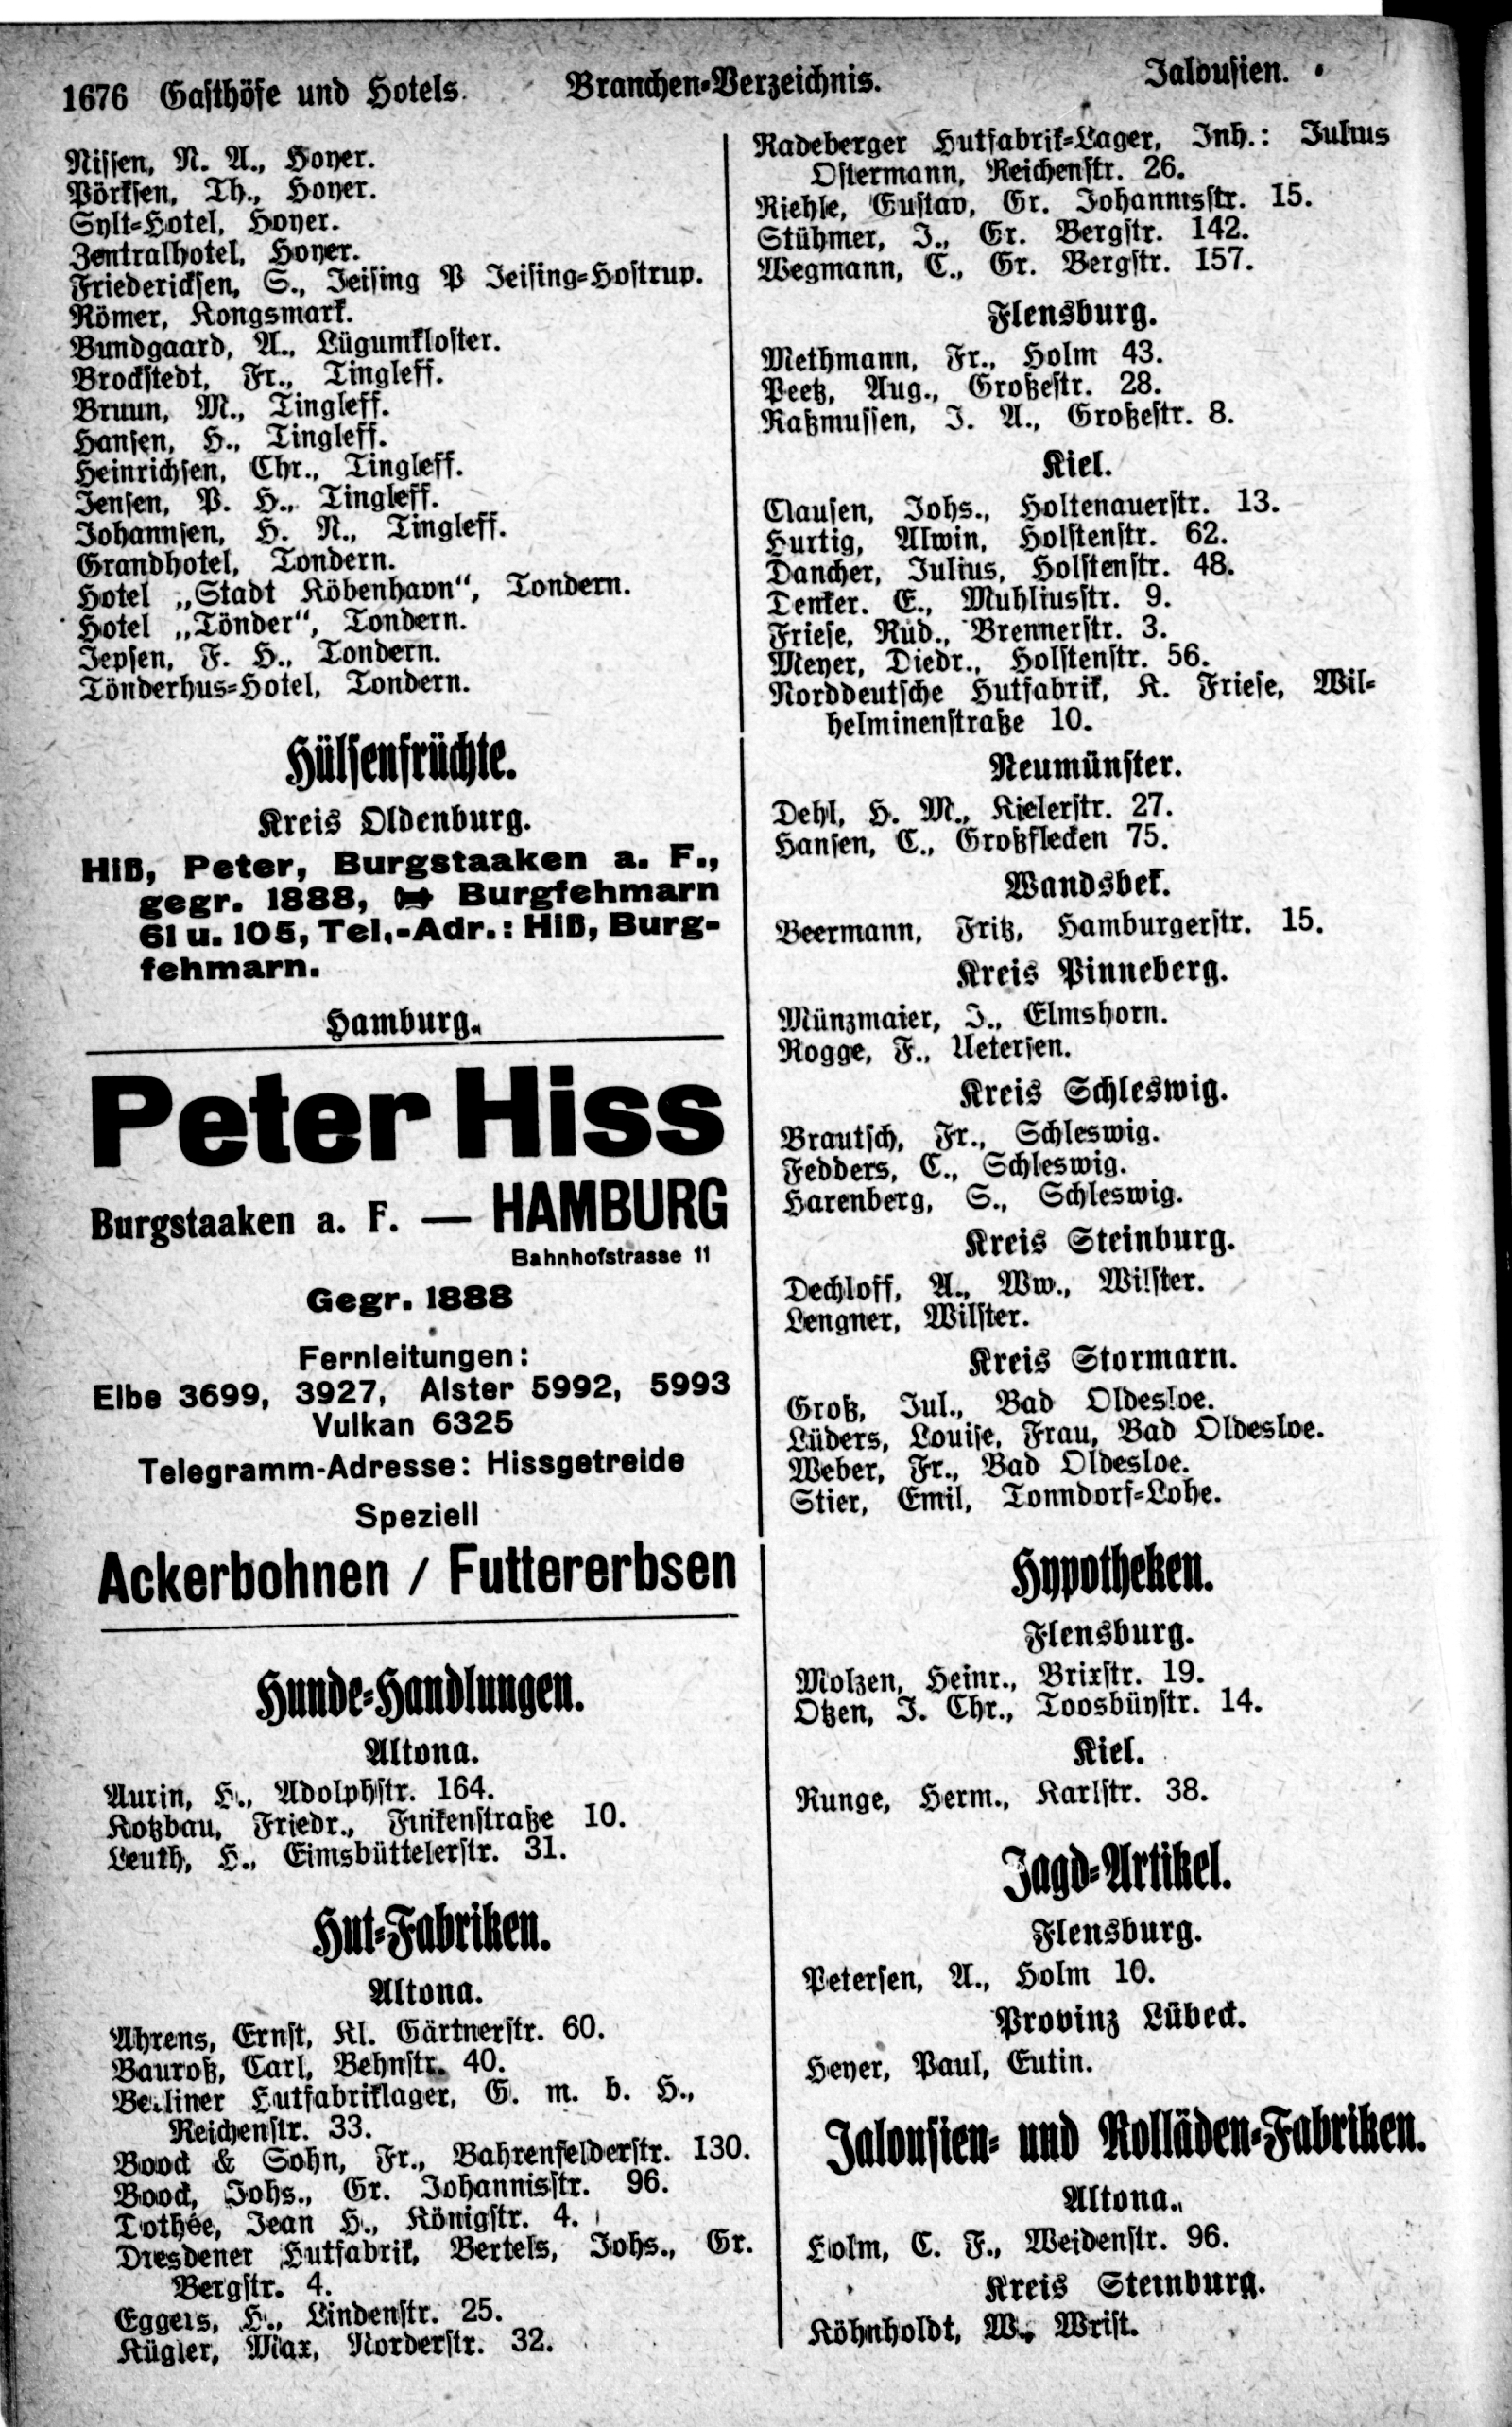 1676 Gasthöfe und Hotels. Branchen-Verzeichnis. Jalousien.
Nissen, N. A., Hoyer.
Pörksen, Th., Hoyer.
Sylt-Hotel, Hoyer.
Zentralhotel, Hoyer.
Friedericksen, S., Jeising P Jeising-Hostrup.
Römer, Kongsmark.
Bundgaard, A., Lügumkloster.
Brockstedt, Fr., Tingleff.
Bruun, M., Tingleff.
Hansen, H., Tingleff.
Heinrichsen, Chr., Tingleff.
Jensen, P. H., Tingleff.
Johannsen, H. N., Tingleff.
Grandhotel, Tondern.
Hotel „Stadt Köbenhavn“, Tondern.
Hotel „Tönder“, Tondern.
Jepsen, F. H., Tondern.
Tönderhus-Hotel, Tondern.
Hülsenfrüchte.
Kreis Oldenburg.
Hiß, Peter, Burgstaaken a. F.,
gegr. 1888, Burgfehmarn
61 u. 105, Tel.-Adr.: Hiß, Burg-
fehmarn.
Hamburg.
Peter Hiss
Burgstaaken a. F. — HAMBURG
Bahnhofstrasse 11
Gegr. 1888
Fernleitungen:
Elbe 3699, 3927, Alster 5992, 5993
Vulkan 6325
Telegramm-Adresse: Hissgetreide
Speziell
Ackerbohnen / Futtererbsen
Hunde-Handlungen.
Altona.
Aurin, H., Adolphstr. 164.
Kotzbau, Friedr., Finkenstraße 10.
Leuth, H., Eimsbüttelerstr. 31.
Hut-Fabriken.
Altona.
Ahrens, Ernst, Kl. Gärtnerstr. 60.
Bauroß, Carl, Behnstr. 40.
Berliner Hutfabriklager, G. m. b. H.,
Reichenstr. 33.
Boock & Sohn, Fr., Bahrenfelderstr. 130.
Boock, Johs., Gr. Johannisstr. 96.
Tothée, Jean H., Königstr. 4.
Dresdener Hutfabrik, Bertels, Johs., Gr.
Bergstr. 4.
Eggers, H., Lindenstr. 25.
Kügler, Max, Norderstr. 32.
Radeberger Hutfabrik-Lager, Inh.: Julius
Ostermann, Reichenstr. 26.
Riehle, Gustav, Gr. Johannisstr. 15.
Stühmer, J., Gr. Bergstr. 142.
Wegmann, C., Gr. Bergstr. 157.
Flensburg.
Methmann, Fr., Holm 43.
Peetz, Aug., Großestr. 28.
Raßmussen, J. A., Großestr. 8.
Kiel.
Clausen, Johs., Holtenauerstr. 13.
Hurtig, Alwin, Holstenstr. 62.
Dancher, Julius, Holstenstr. 48.
Denker. E., Muhliusstr. 9.
Friese, Rud., Brennerstr. 3.
Meyer, Diedr., Holstenstr. 56.
Norddeutsche Hutfabrik, K. Friese, Wil-
helminenstraße 10.
Neumünster.
Dehl, H. M., Kielerstr. 27.
Hansen, C., Großflecken 75.
Wandsbek.
Beermann, Fritz, Hamburgerstr. 15.
Kreis Pinneberg.
Münzmaier, J., Elmshorn.
Rogge, F., Uetersen.
Kreis Schleswig.
Brautsch, Fr., Schleswig.
Fedders, C., Schleswig.
Harenberg, S., Schleswig.
Kreis Steinburg.
Dechloff, A., Ww., Wilster.
Lengner, Wilster.
Kreis Stormarn.
Groß, Jul., Bad Oldesloe.
Lüders, Louise, Frau, Bad Oldesloe.
Weber, Fr., Bad Oldesloe.
Stier, Emil, Tonndorf-Lohe.
Hypotheken.
Flensburg.
Molzen, Heinr., Brixstr. 19.
Otzen, J. Chr., Toosbüystr. 14.
Kiel.
Runge, Herm., Karlstr. 38.
Jagd-Artikel.
Flensburg.
Petersen, A., Holm 10.
Provinz Lübeck.
Heyer, Paul, Eutin.
Jalousien- und Rolläden-Fabriken.
Altona.
Holm, C. F., Weidenstr. 96.
Kreis Steinburg.
Köhnholdt, W., Wrist.